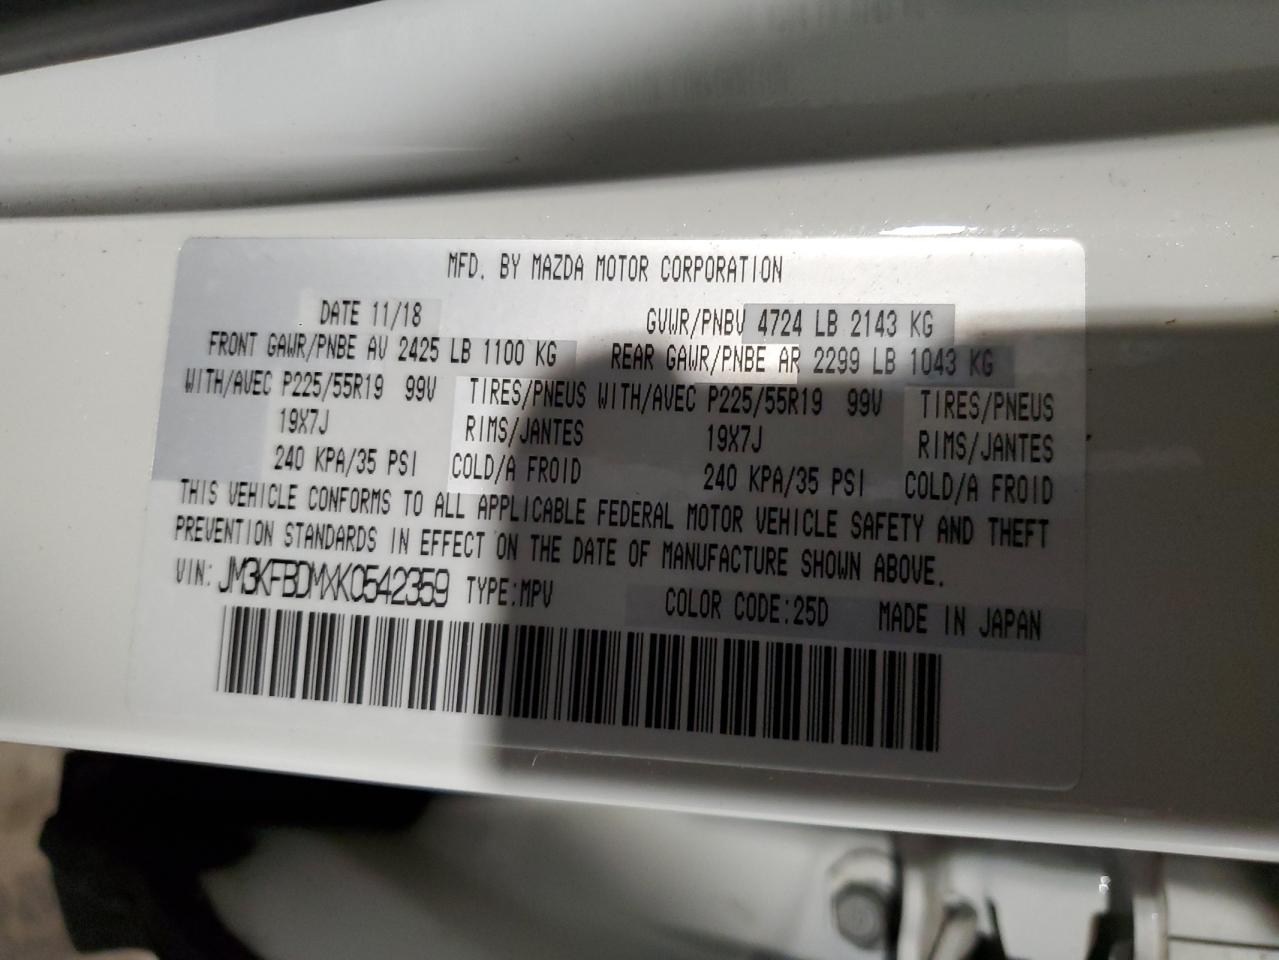 MFD. BY MAZDA MOTOR CORPORATION
DATE 11/18 GVWR/PNBV 4724 LB 2143 KG
FRONT GAWR/PNBE AV 2425 LB 1100 KG REAR GAWR/PNBE AR 2299 LB 1043 KG
WITH/AVEC P225/55R19 99V TIRES/PNEUS WITH/AVEC P225/55R19 99V TIRES/PNEUS
19X7J RIMS/JANTES 19X7J RIMS/JANTES
240 KPA/35 PSI COLD/A FROID 240 KPA/35 PSI COLD/A FROID
THIS VEHICLE CONFORMS TO ALL APPLICABLE FEDERAL MOTOR VEHICLE SAFETY AND THEFT
PREVENTION STANDARDS IN EFFECT ON THE DATE OF MANUFACTURE SHOWN ABOVE.
VIN: JM3KFBDMXK0542359 TYPE:MPV COLOR CODE:25D MADE IN JAPAN